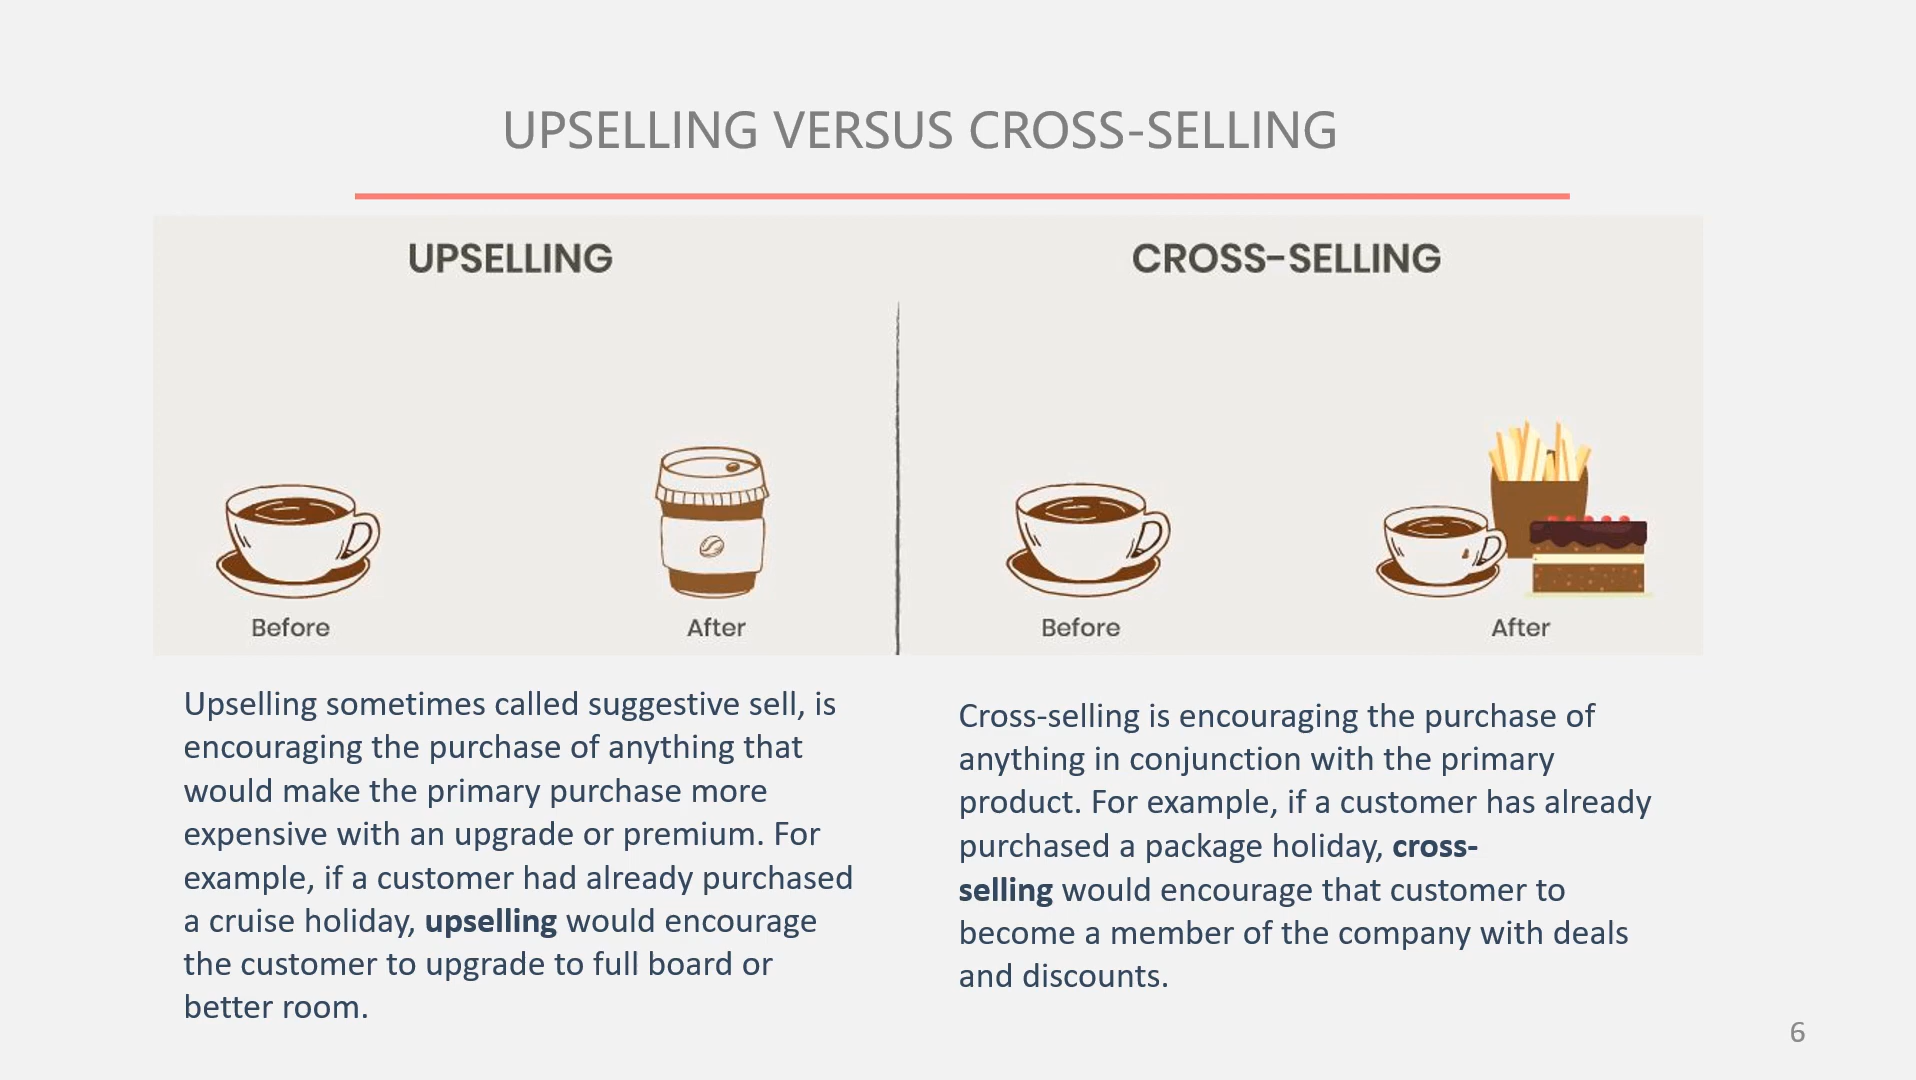 UPSELLING VERSUS CROSS-SELLING
UPSELLING
Before
After
CROSS-SELLING
Before
After
Upselling sometimes called suggestive sell, is
encouraging the purchase of anything that
would make the primary purchase more
expensive with an upgrade or premium. For
example, if a customer had already purchased
a cruise holiday, upselling would encourage
the customer to upgrade to full board or
better room.
Cross-selling is encouraging the purchase of
anything in conjunction with the primary
product. For example, if a customer has already
purchased a package holiday, cross-
selling would encourage that customer to
become a member of the company with deals
and discounts.
6